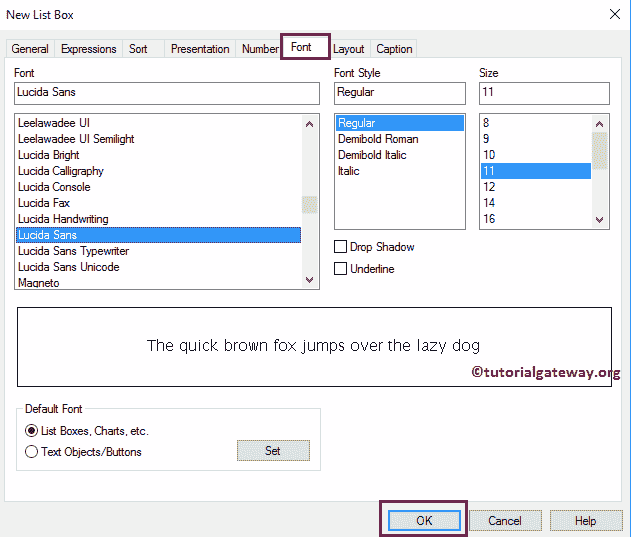 New List Box
General Expressions Sort Presentation Number Font Layout Caption
Font Font Style Size
Lucida Sans Regular 11
Leelawadee UI
Leelawadee UI Semilight
Lucida Bright
Lucida Calligraphy
Lucida Console
Lucida Fax
Lucida Handwriting
Lucida Sans
Lucida Sans Typewriter
Lucida Sans Unicode
Magneto
Regular
Demibold Roman
Demibold Italic
Italic
8
9
10
11
12
14
16
Drop Shadow
Underline
The quick brown fox jumps over the lazy dog
©tutorialgateway.org
Default Font
List Boxes, Charts, etc.
Text Objects/Buttons
Set
OK Cancel Help